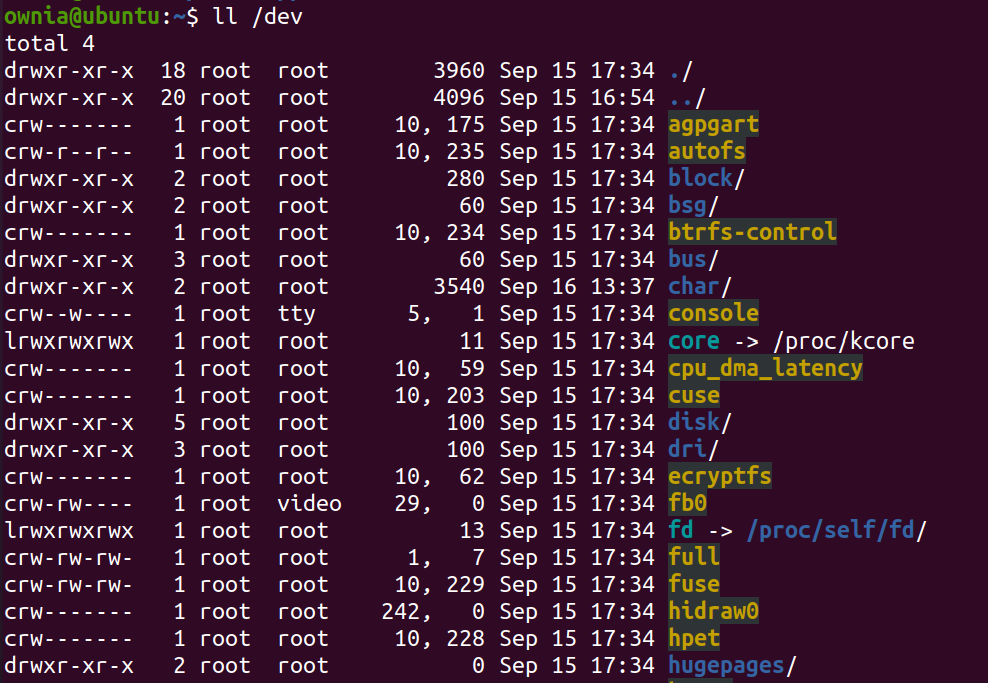 ownia@ubuntu:~$ ll /dev
total 4
drwxr-xr-x  18 root  root        3960 Sep 15 17:34 ./
drwxr-xr-x  20 root  root        4096 Sep 15 16:54 ../
crw-------   1 root  root     10, 175 Sep 15 17:34 agpgart
crw-r--r--   1 root  root     10, 235 Sep 15 17:34 autofs
drwxr-xr-x   2 root  root         280 Sep 15 17:34 block/
drwxr-xr-x   2 root  root          60 Sep 15 17:34 bsg/
crw-------   1 root  root     10, 234 Sep 15 17:34 btrfs-control
drwxr-xr-x   3 root  root          60 Sep 15 17:34 bus/
drwxr-xr-x   2 root  root        3540 Sep 16 13:37 char/
crw--w----   1 root  tty       5,   1 Sep 15 17:34 console
lrwxrwxrwx   1 root  root          11 Sep 15 17:34 core -> /proc/kcore
crw-------   1 root  root     10,  59 Sep 15 17:34 cpu_dma_latency
crw-------   1 root  root     10, 203 Sep 15 17:34 cuse
drwxr-xr-x   5 root  root         100 Sep 15 17:34 disk/
drwxr-xr-x   3 root  root         100 Sep 15 17:34 dri/
crw-------   1 root  root     10,  62 Sep 15 17:34 ecryptfs
crw-rw----   1 root  video    29,   0 Sep 15 17:34 fb0
lrwxrwxrwx   1 root  root          13 Sep 15 17:34 fd -> /proc/self/fd/
crw-rw-rw-   1 root  root      1,   7 Sep 15 17:34 full
crw-rw-rw-   1 root  root     10, 229 Sep 15 17:34 fuse
crw-------   1 root  root    242,   0 Sep 15 17:34 hidraw0
crw-------   1 root  root     10, 228 Sep 15 17:34 hpet
drwxr-xr-x   2 root  root           0 Sep 15 17:34 hugepages/